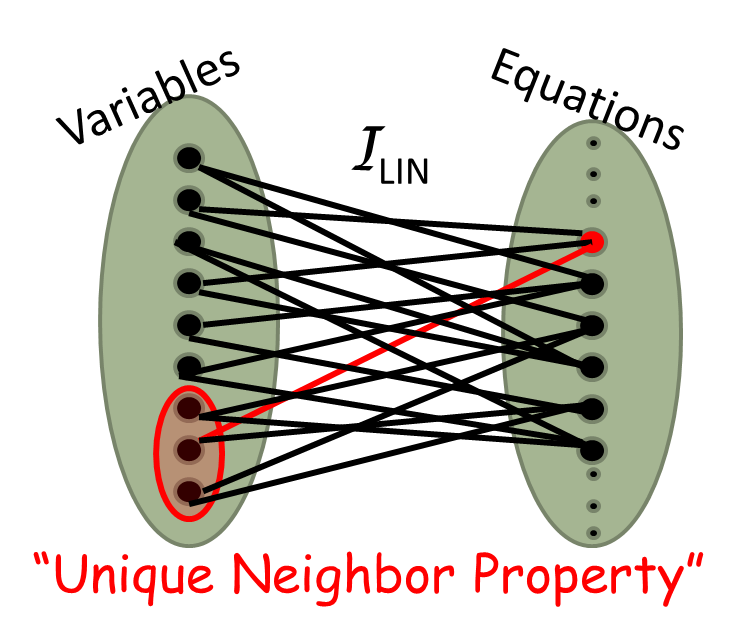 Variables
Equations
ℐLIN
“Unique Neighbor Property”